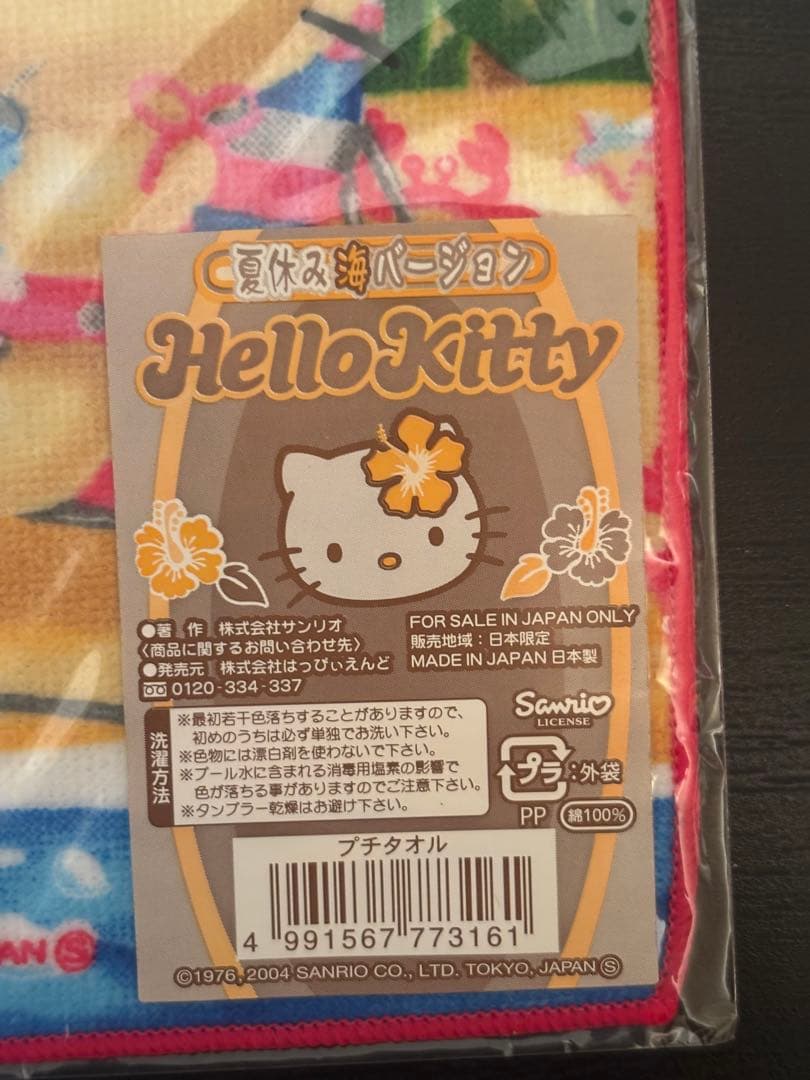 夏休み海バージョン
Hello Kitty
●著 作 株式会社サンリオ
〈商品に関するお問い合わせ先〉
●発売元 株式会社はっぴぃえんど
0120-334-337
FOR SALE IN JAPAN ONLY
販売地域:日本限定
MADE IN JAPAN 日本製
Sanrio
LICENSE
洗濯方法
※最初若干色落ちすることがありますので、
初めのうちは必ず単独でお洗い下さい。
※色物には漂白剤を使わないで下さい。
※プール水に含まれる消毒用塩素の影響で
色が落ちる事がありますのでご注意下さい。
※タンブラー乾燥はお避け下さい。
プラ:外袋
PP 綿100%
プチタオル
4 991567 773161
©1976, 2004 SANRIO CO., LTD. TOKYO, JAPAN Ⓢ
PAN Ⓢ